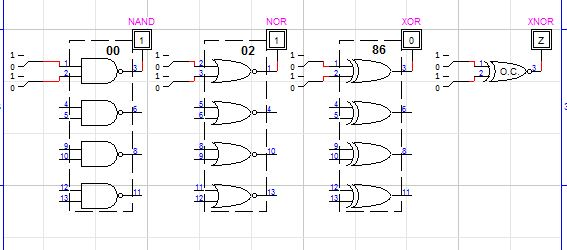 NAND NOR XOR XNOR
1 1 0 Z
00 02 86
1 1 1 1
0 1 3 0 2 1 0 1 3 0 1
1 2 1 3 1 2 1 2 O.C.
0 0 0 0
4 5 4
5 6 6 4 5 6
9 8 9
10 8 9 10 10 8
12 11 12
13 11 12 13 13 11
3